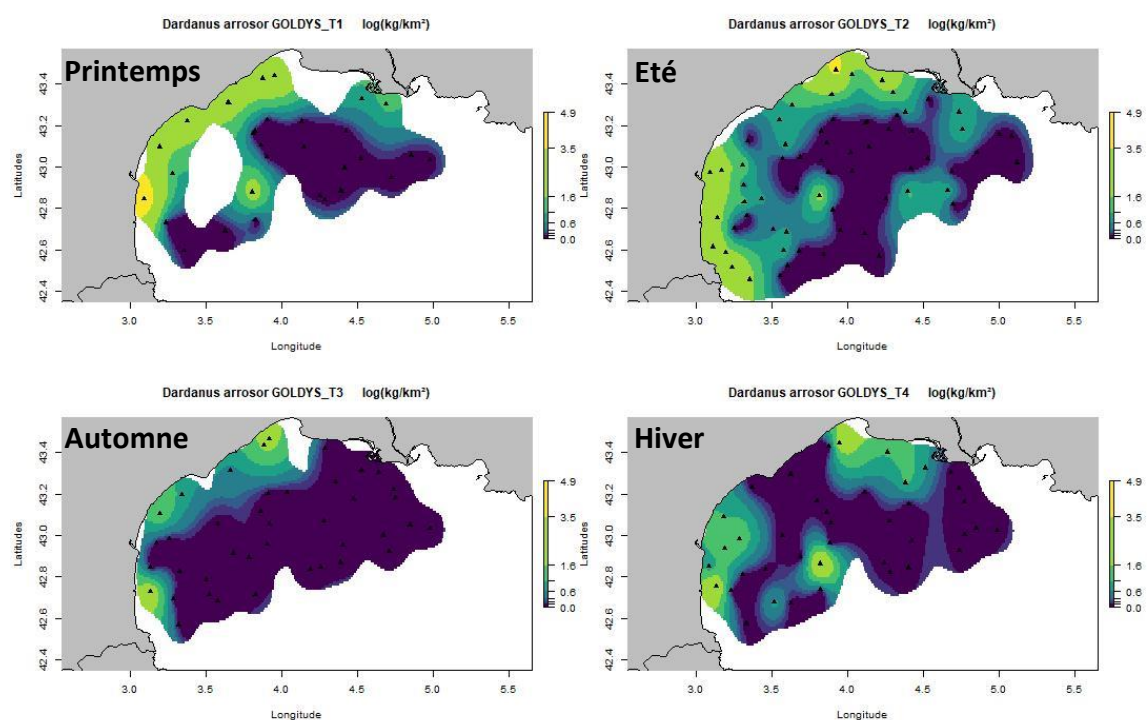 Dardanus arrosor GOLDYS_T1 log(kg/km²)
Printemps
Latitudes
43.4
43.2
43.0
42.8
42.6
42.4
3.0 3.5 4.0 4.5 5.0 5.5
Longitude
4.9
3.5
1.6
0.6
0.0
Dardanus arrosor GOLDYS_T2 log(kg/km²)
Eté
Latitudes
43.4
43.2
43.0
42.8
42.6
42.4
3.0 3.5 4.0 4.5 5.0 5.5
Longitude
4.9
3.5
1.6
0.6
0.0
Dardanus arrosor GOLDYS_T3 log(kg/km²)
Automne
Latitudes
43.4
43.2
43.0
42.8
42.6
42.4
3.0 3.5 4.0 4.5 5.0 5.5
Longitude
4.9
3.5
1.6
0.6
0.0
Dardanus arrosor GOLDYS_T4 log(kg/km²)
Hiver
Latitudes
43.4
43.2
43.0
42.8
42.6
42.4
3.0 3.5 4.0 4.5 5.0 5.5
Longitude
4.9
3.5
1.6
0.6
0.0